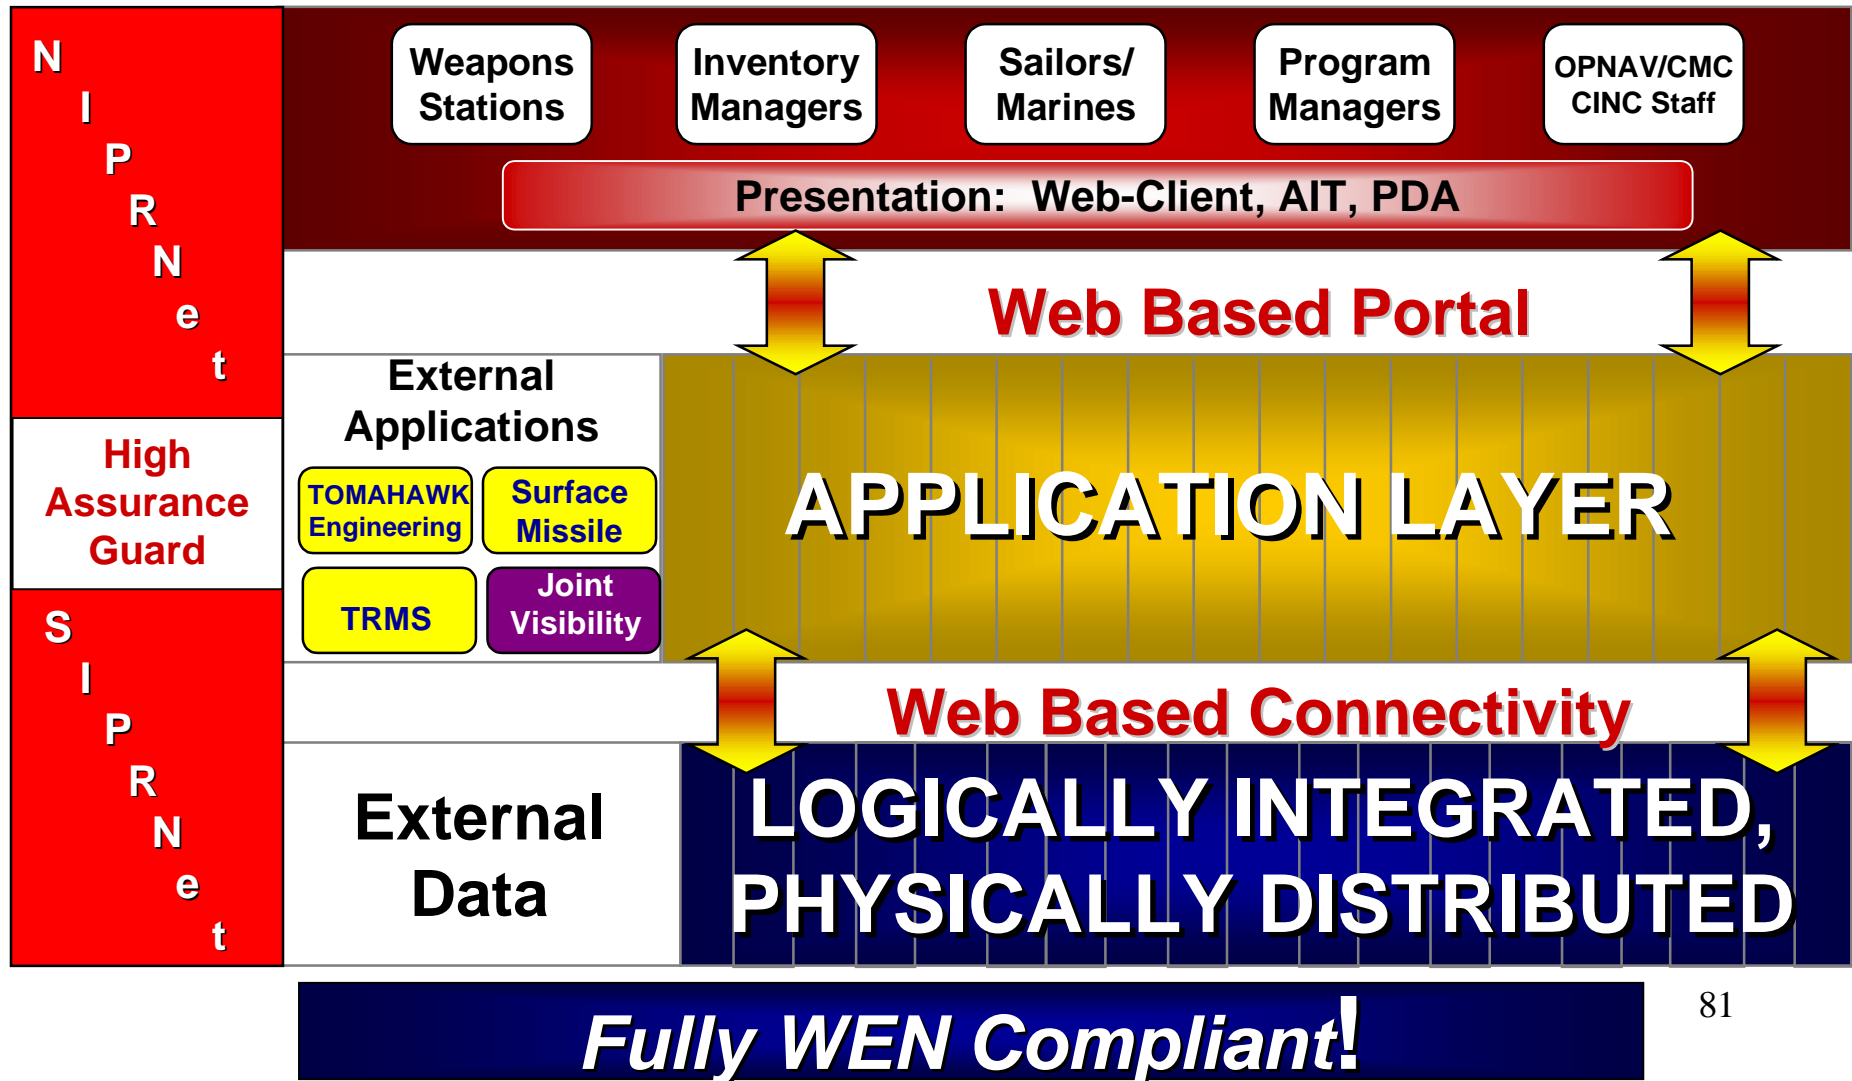 NIPRNet
High
Assurance
Guard
SIPRNet
Weapons
Stations
Inventory
Managers
Sailors/
Marines
Program
Managers
OPNAV/CMC
CINC Staff
Presentation: Web-Client, AIT, PDA
Web Based Portal
External
Applications
TOMAHAWK
Engineering
Surface
Missile
TRMS
Joint
Visibility
APPLICATION LAYER
Web Based Connectivity
External
Data
LOGICALLY INTEGRATED,
PHYSICALLY DISTRIBUTED
Fully WEN Compliant!
81